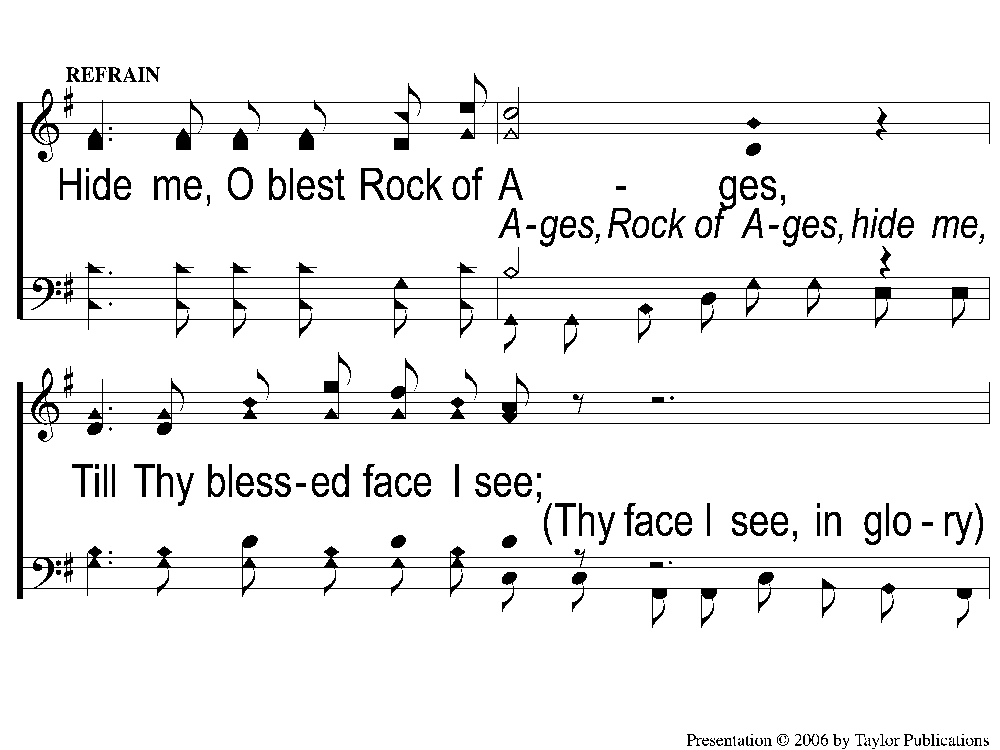 REFRAIN
Hide me, O blest Rock of A - ges,
A-ges, Rock of A-ges, hide me,
Till Thy bless-ed face I see;
(Thy face I see, in glo - ry)
Presentation © 2006 by Taylor Publications